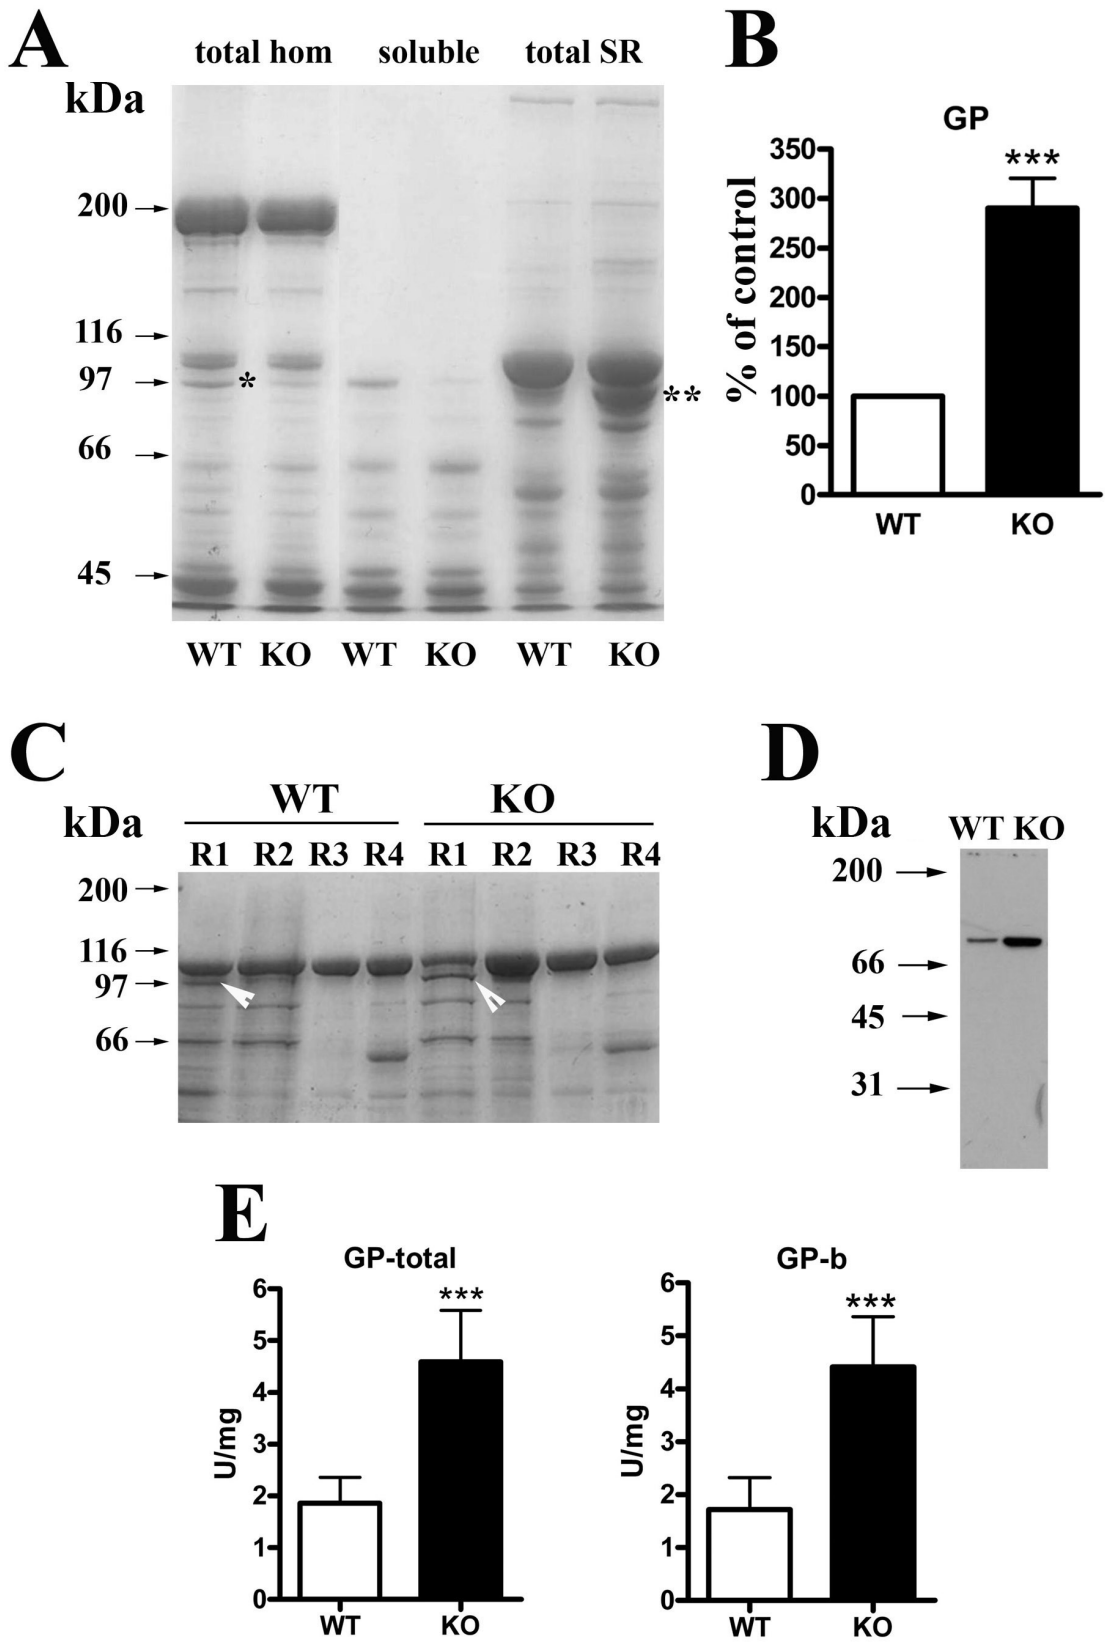 A
total hom soluble total SR
kDa
200
116
97
66
45
*
**
WT KO WT KO WT KO
B
GP
% of control
350
300
250
200
150
100
50
0
***
WT KO
C
WT KO
kDa
R1 R2 R3 R4 R1 R2 R3 R4
200
116
97
66
D
kDa
WT KO
200
66
45
31
E
GP-total
U/mg
6
5
4
3
2
1
0
***
WT KO
GP-b
U/mg
6
5
4
3
2
1
0
***
WT KO